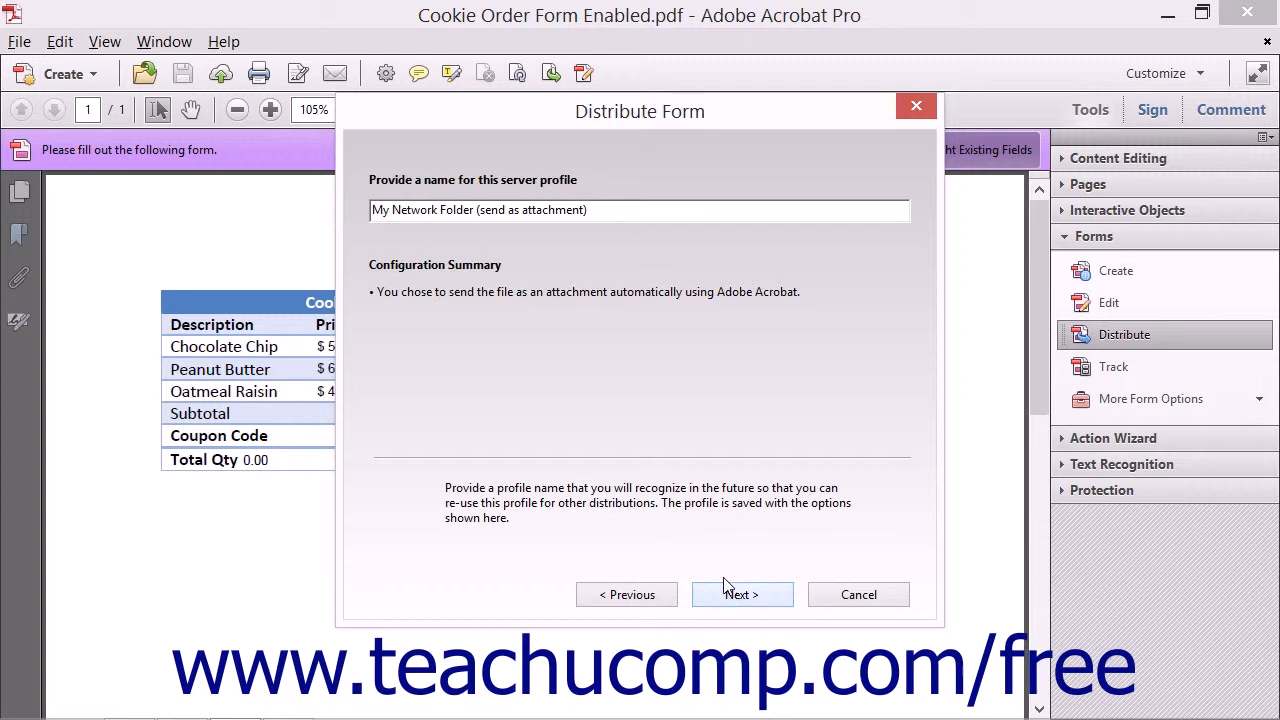 Cookie Order Form Enabled.pdf - Adobe Acrobat Pro
File Edit View Window Help
Create Customize
1 / 1 105% Tools Sign Comment
Please fill out the following form. ht Existing Fields
Distribute Form
Provide a name for this server profile
My Network Folder (send as attachment)
Configuration Summary
• You chose to send the file as an attachment automatically using Adobe Acrobat.
Provide a profile name that you will recognize in the future so that you can
re-use this profile for other distributions. The profile is saved with the options
shown here.
< Previous Next > Cancel
Coo
Description Pri
Chocolate Chip $ 5
Peanut Butter $ 6
Oatmeal Raisin $ 4
Subtotal
Coupon Code
Total Qty 0.00
Content Editing
Pages
Interactive Objects
Forms
Create
Edit
Distribute
Track
More Form Options
Action Wizard
Text Recognition
Protection
www.teachucomp.com/free